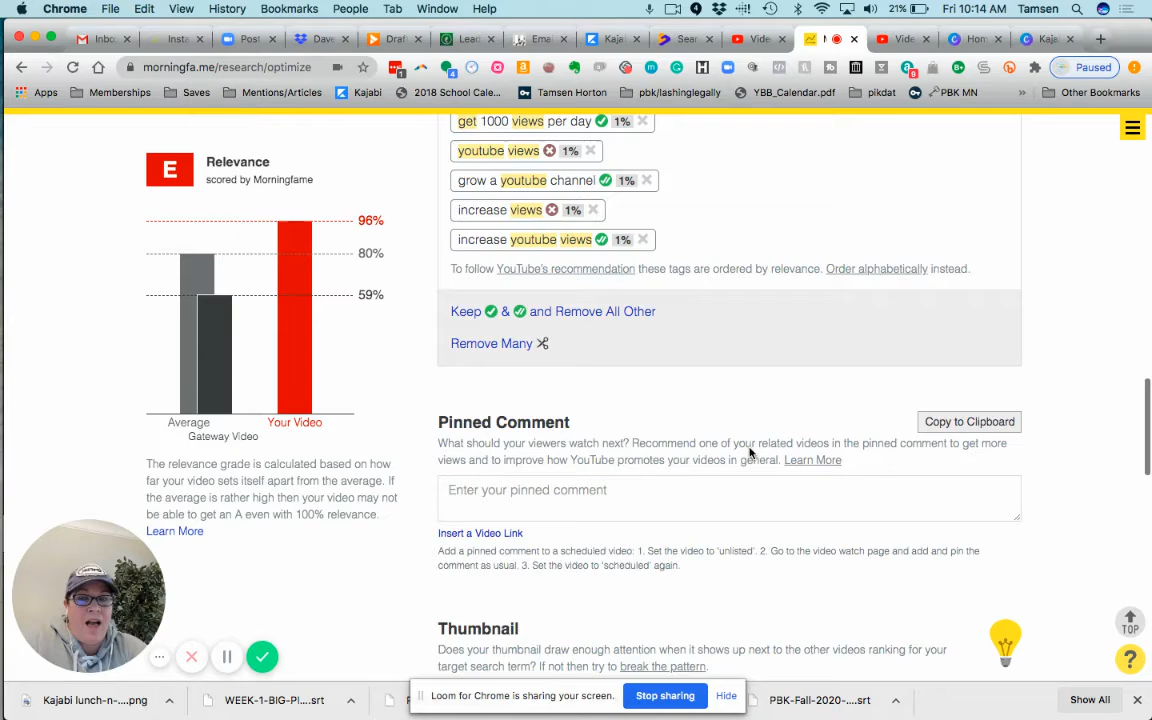 Chrome File Edit View History Bookmarks People Tab Window Help 21% Fri 10:14 AM Tamsen
Inbo Insta Post Dave Draft Lead Ema Kajal Sear Vide Vide Hom Kaja
morningfa.me/research/optimize Paused
Apps Memberships Saves Mentions/Articles Kajabi 2018 School Cale... Tamsen Horton pbk/lashinglegally YBB_Calendar.pdf pikdat PBK MN » Other Bookmarks
get 1000 views per day 1%
youtube views 1%
grow a youtube channel 1%
increase views 1%
increase youtube views 1%
To follow YouTube's recommendation these tags are ordered by relevance. Order alphabetically instead.
Keep & and Remove All Other
Remove Many
E Relevance
scored by Morningfame
96%
80%
59%
Average
Your Video
Gateway Video
The relevance grade is calculated based on how
far your video sets itself apart from the average. If
the average is rather high then your video may not
be able to get an A even with 100% relevance.
Learn More
Pinned Comment
Copy to Clipboard
What should your viewers watch next? Recommend one of your related videos in the pinned comment to get more
views and to improve how YouTube promotes your videos in general. Learn More
Enter your pinned comment
Insert a Video Link
Add a pinned comment to a scheduled video: 1. Set the video to 'unlisted'. 2. Go to the video watch page and add and pin the
comment as usual. 3. Set the video to 'scheduled' again.
Thumbnail
Does your thumbnail draw enough attention when it shows up next to the other videos ranking for your
target search term? If not then try to break the pattern.
TOP
?
Kajabi lunch-n-....png
WEEK-1-BIG-PI....srt
Loom for Chrome is sharing your screen. Stop sharing Hide
PBK-Fall-2020-....srt
Show All